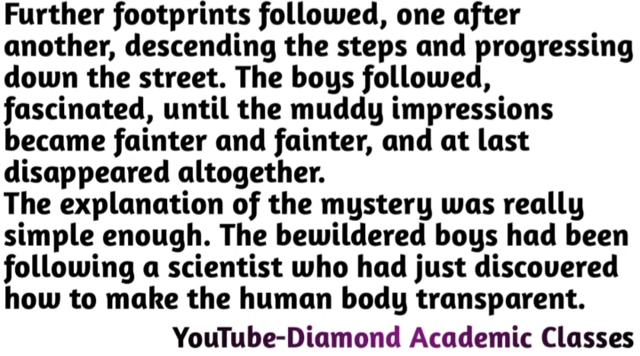 Further footprints followed, one after
another, descending the steps and progressing
down the street. The boys followed,
fascinated, until the muddy impressions
became fainter and fainter, and at last
disappeared altogether.
The explanation of the mystery was really
simple enough. The bewildered boys had been
following a scientist who had just discovered
how to make the human body transparent.
YouTube-Diamond Academic Classes